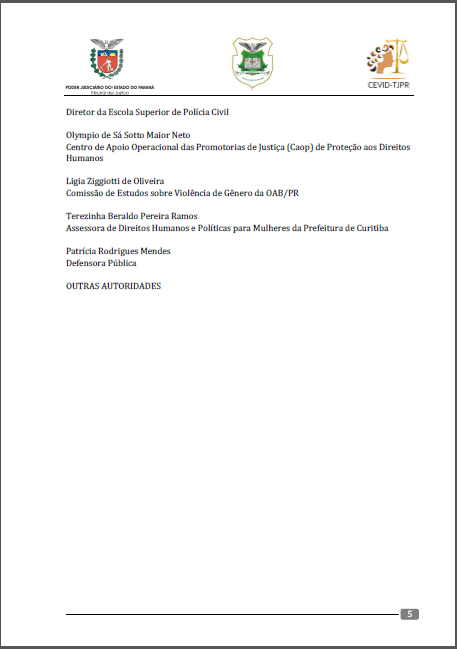 PODER JUDICIÁRIO DO ESTADO DO PARANÁ
Tribunal de Justiça
CEVID-TJPR
Diretor da Escola Superior de Polícia Civil
Olympio de Sá Sotto Maior Neto
Centro de Apoio Operacional das Promotorias de Justiça (Caop) de Proteção aos Direitos
Humanos
Ligia Ziggiotti de Oliveira
Comissão de Estudos sobre Violência de Gênero da OAB/PR
Terezinha Beraldo Pereira Ramos
Assessora de Direitos Humanos e Políticas para Mulheres da Prefeitura de Curitiba
Patrícia Rodrigues Mendes
Defensora Pública
OUTRAS AUTORIDADES
5